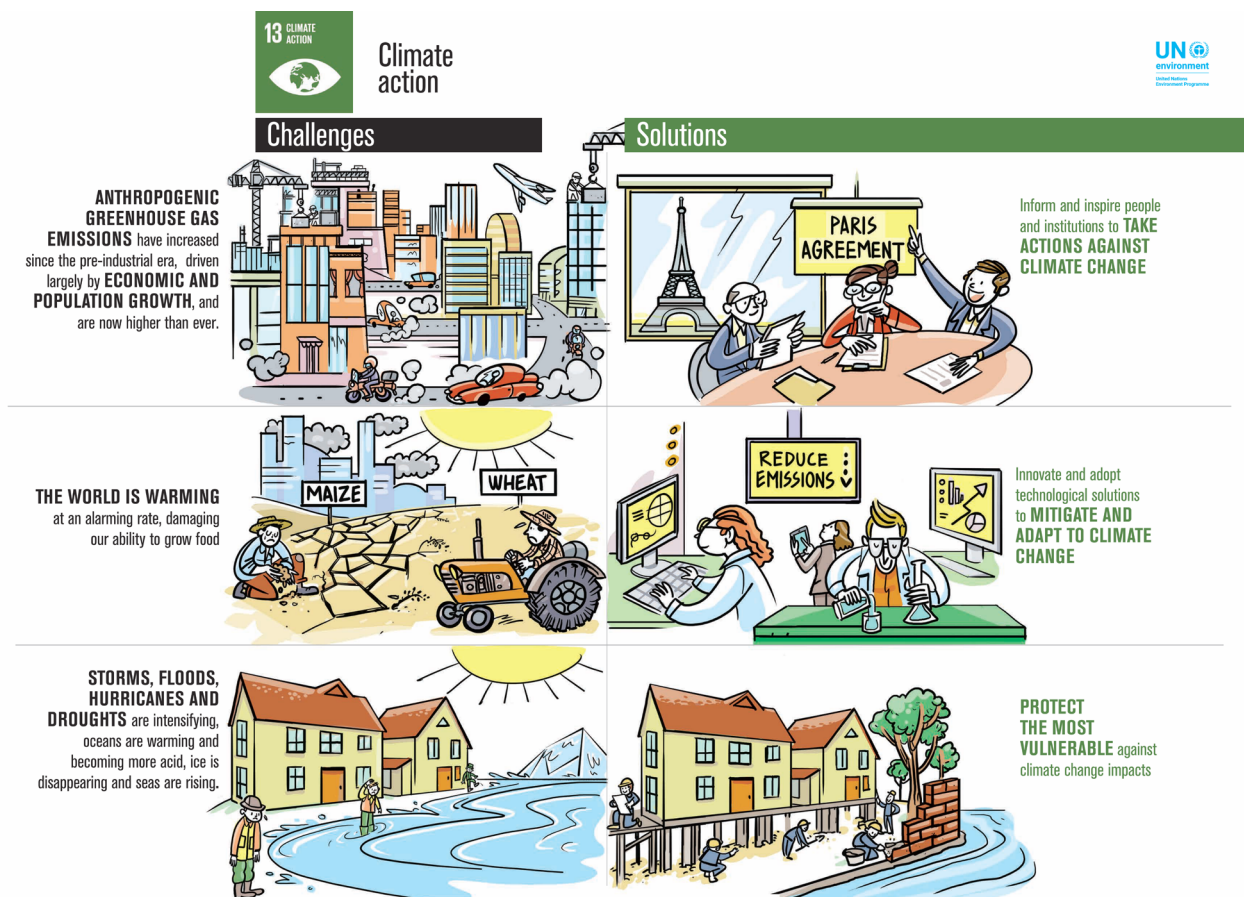 13 CLIMATE
ACTION
Climate
action
UN
environment
United Nations
Environment Programme
Challenges
Solutions
ANTHROPOGENIC
GREENHOUSE GAS
EMISSIONS have increased
since the pre-industrial era, driven
largely by ECONOMIC AND
POPULATION GROWTH, and
are now higher than ever.
PARIS
AGREEMENT
Inform and inspire people
and institutions to TAKE
ACTIONS AGAINST
CLIMATE CHANGE
THE WORLD IS WARMING
at an alarming rate, damaging
our ability to grow food
MAIZE
WHEAT
REDUCE
EMISSIONS
Innovate and adopt
technological solutions
to MITIGATE AND
ADAPT TO CLIMATE
CHANGE
STORMS, FLOODS,
HURRICANES AND
DROUGHTS are intensifying,
oceans are warming and
becoming more acid, ice is
disappearing and seas are rising.
PROTECT
THE MOST
VULNERABLE against
climate change impacts